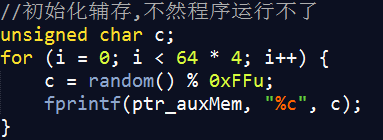 //初始化辅存,不然程序运行不了
unsigned char c;
for (i = 0; i < 64 * 4; i++) {
c = random() % 0xFFu;
fprintf(ptr_auxMem, "%c", c);
}